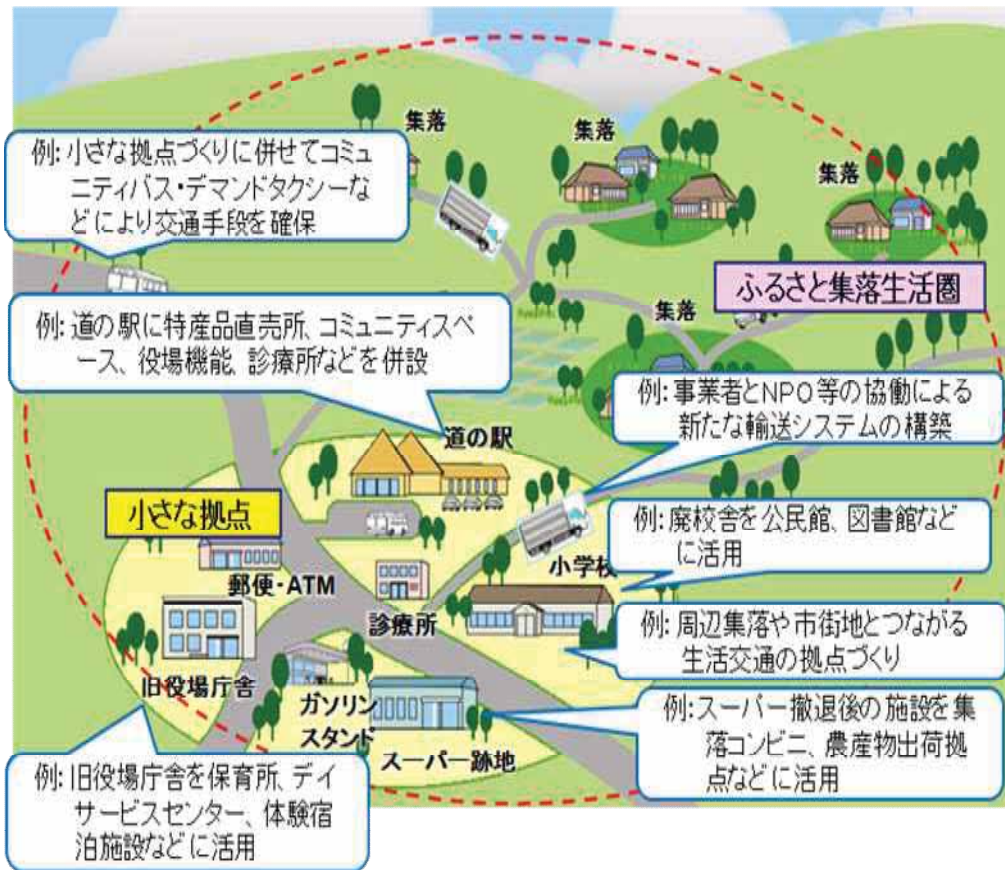 集落
集落
集落
例: 小さな拠点づくりに併せてコミュ
ニティバス・デマンドタクシーな
どにより交通手段を確保
ふるさと集落生活圏
例: 道の駅に特産品直売所、コミュニティスペ
ース、役場機能、診療所などを併設
集落
例: 事業者とNPO等の協働による
新たな輸送システムの構築
道の駅
小さな拠点
例: 廃校舎を公民館、図書館など
に活用
小学校
郵便・ATM
診療所
例: 周辺集落や市街地とつながる
生活交通の拠点づくり
旧役場庁舎
ガソリン
スタンド
スーパー跡地
例:スーパー撤退後の施設を集
落コンビニ、農産物出荷拠
点などに活用
例: 旧役場庁舎を保育所、デイ
サービスセンター、体験宿
泊施設などに活用